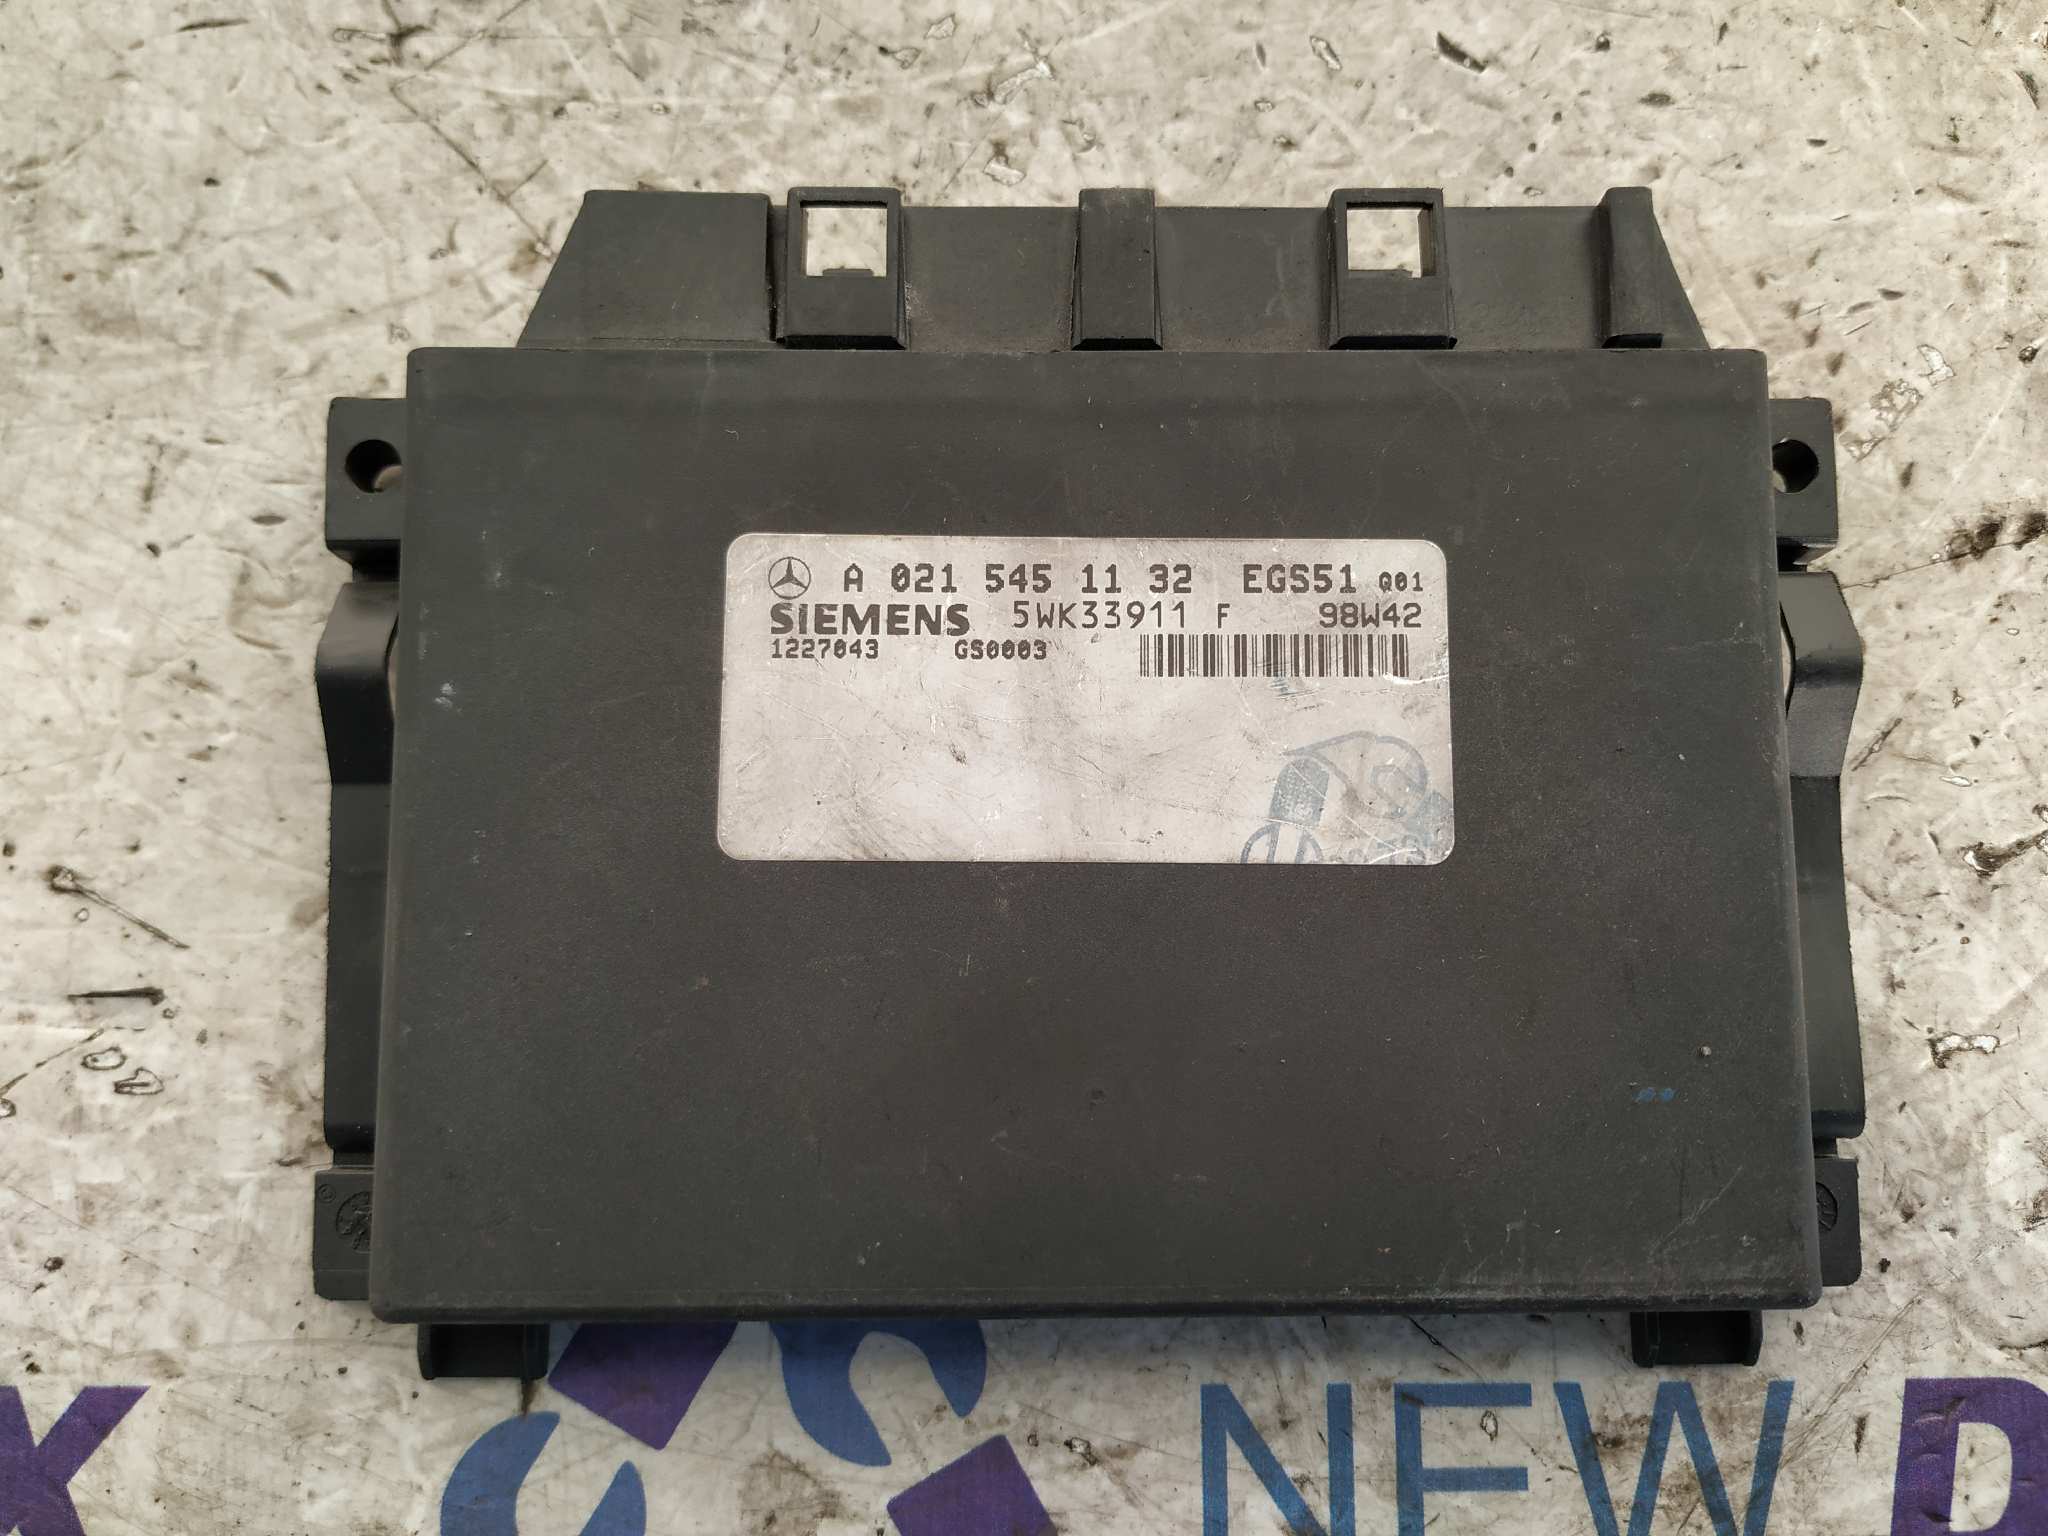 A 021 545 11 32 EGS51 Q01
SIEMENS 5WK33911 F 98W42
1227043 GS0003
NEW